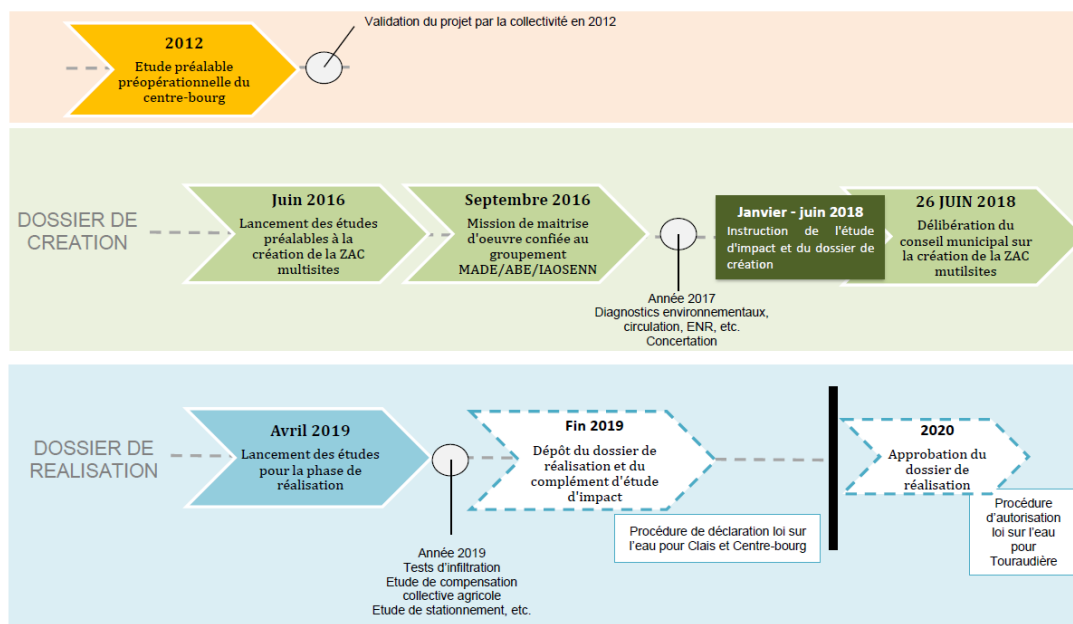 Validation du projet par la collectivité en 2012
2012
Etude préalable
préopérationnelle du
centre-bourg
DOSSIER DE
CREATION
Juin 2016
Lancement des études
préalables à la
création de la ZAC
multisites
Septembre 2016
Mission de maitrise
d'oeuvre confiée au
groupement
MADE/ABE/IAOSENN
Année 2017
Diagnostics environnementaux,
circulation, ENR, etc.
Concertation
Janvier - juin 2018
Instruction de l'étude
d'impact et du dossier de
création
26 JUIN 2018
Délibération du
conseil municipal sur
la création de la ZAC
mutilsites
DOSSIER DE
REALISATION
Avril 2019
Lancement des études
pour la phase de
réalisation
Année 2019
Tests d'infiltration
Etude de compensation
collective agricole
Etude de stationnement, etc.
Fin 2019
Dépôt du dossier de
réalisation et du
complément d'étude
d'impact
Procédure de déclaration loi sur
l'eau pour Clais et Centre-bourg
2020
Approbation du
dossier de
réalisation
Procédure
d'autorisation
loi sur l'eau
pour
Touraudière